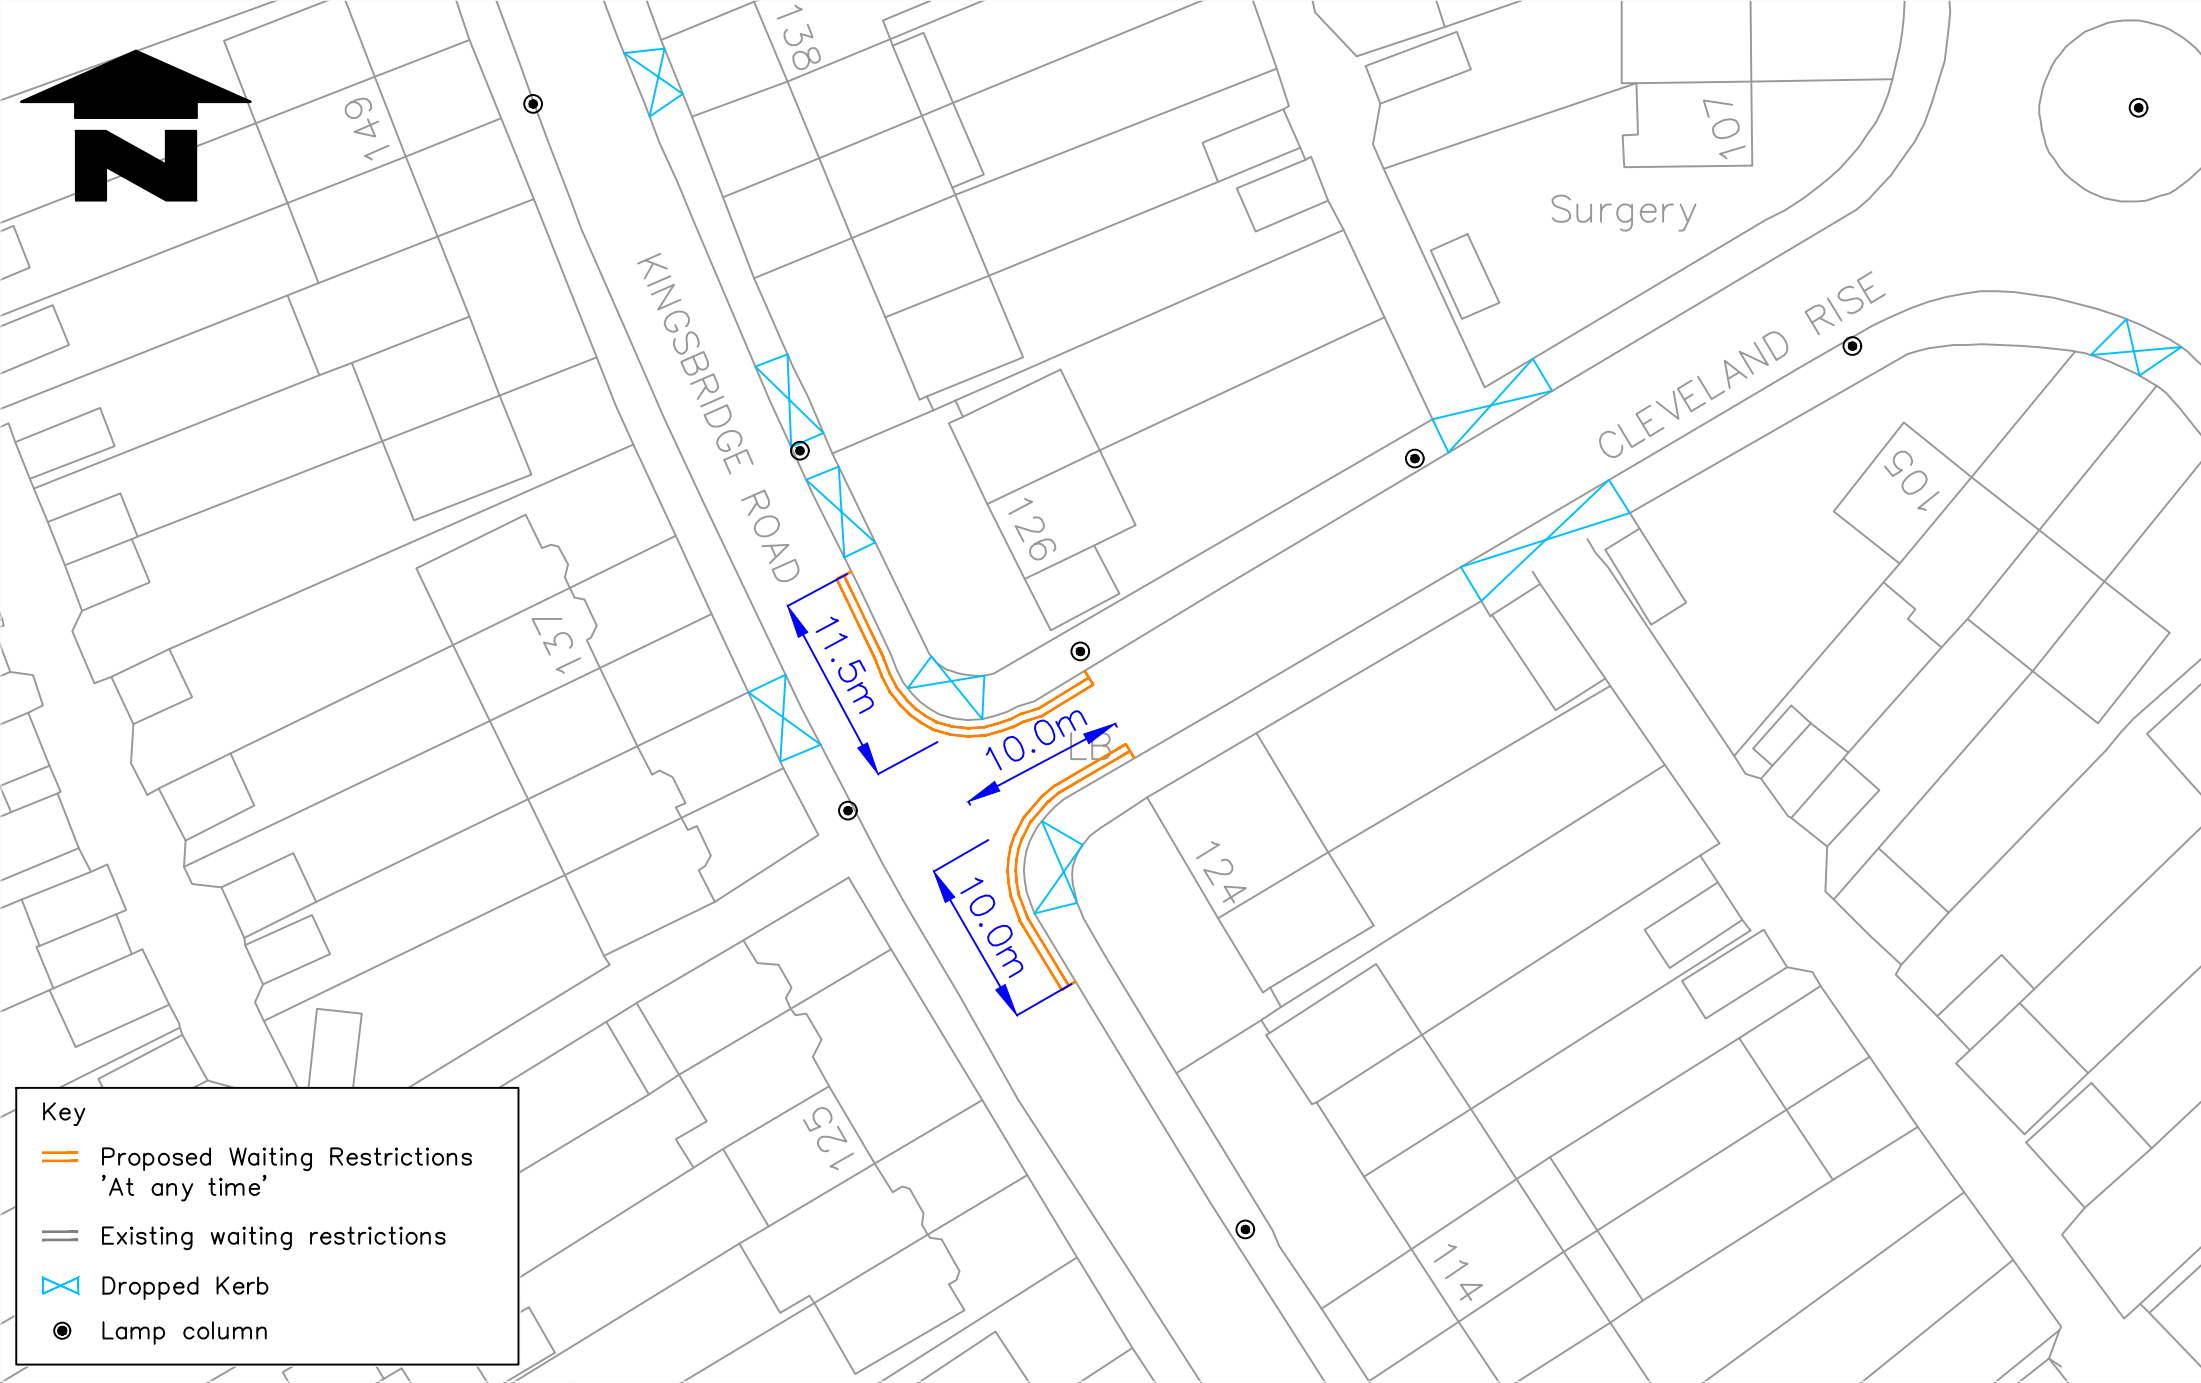 138
149
N
107
Surgery
KINGSBRIDGE ROAD
CLEVELAND RISE
105
126
137
11.5m
10.0m
LB
124
10.0m
125
114
Key
Proposed Waiting Restrictions
'At any time'
Existing waiting restrictions
Dropped Kerb
Lamp column